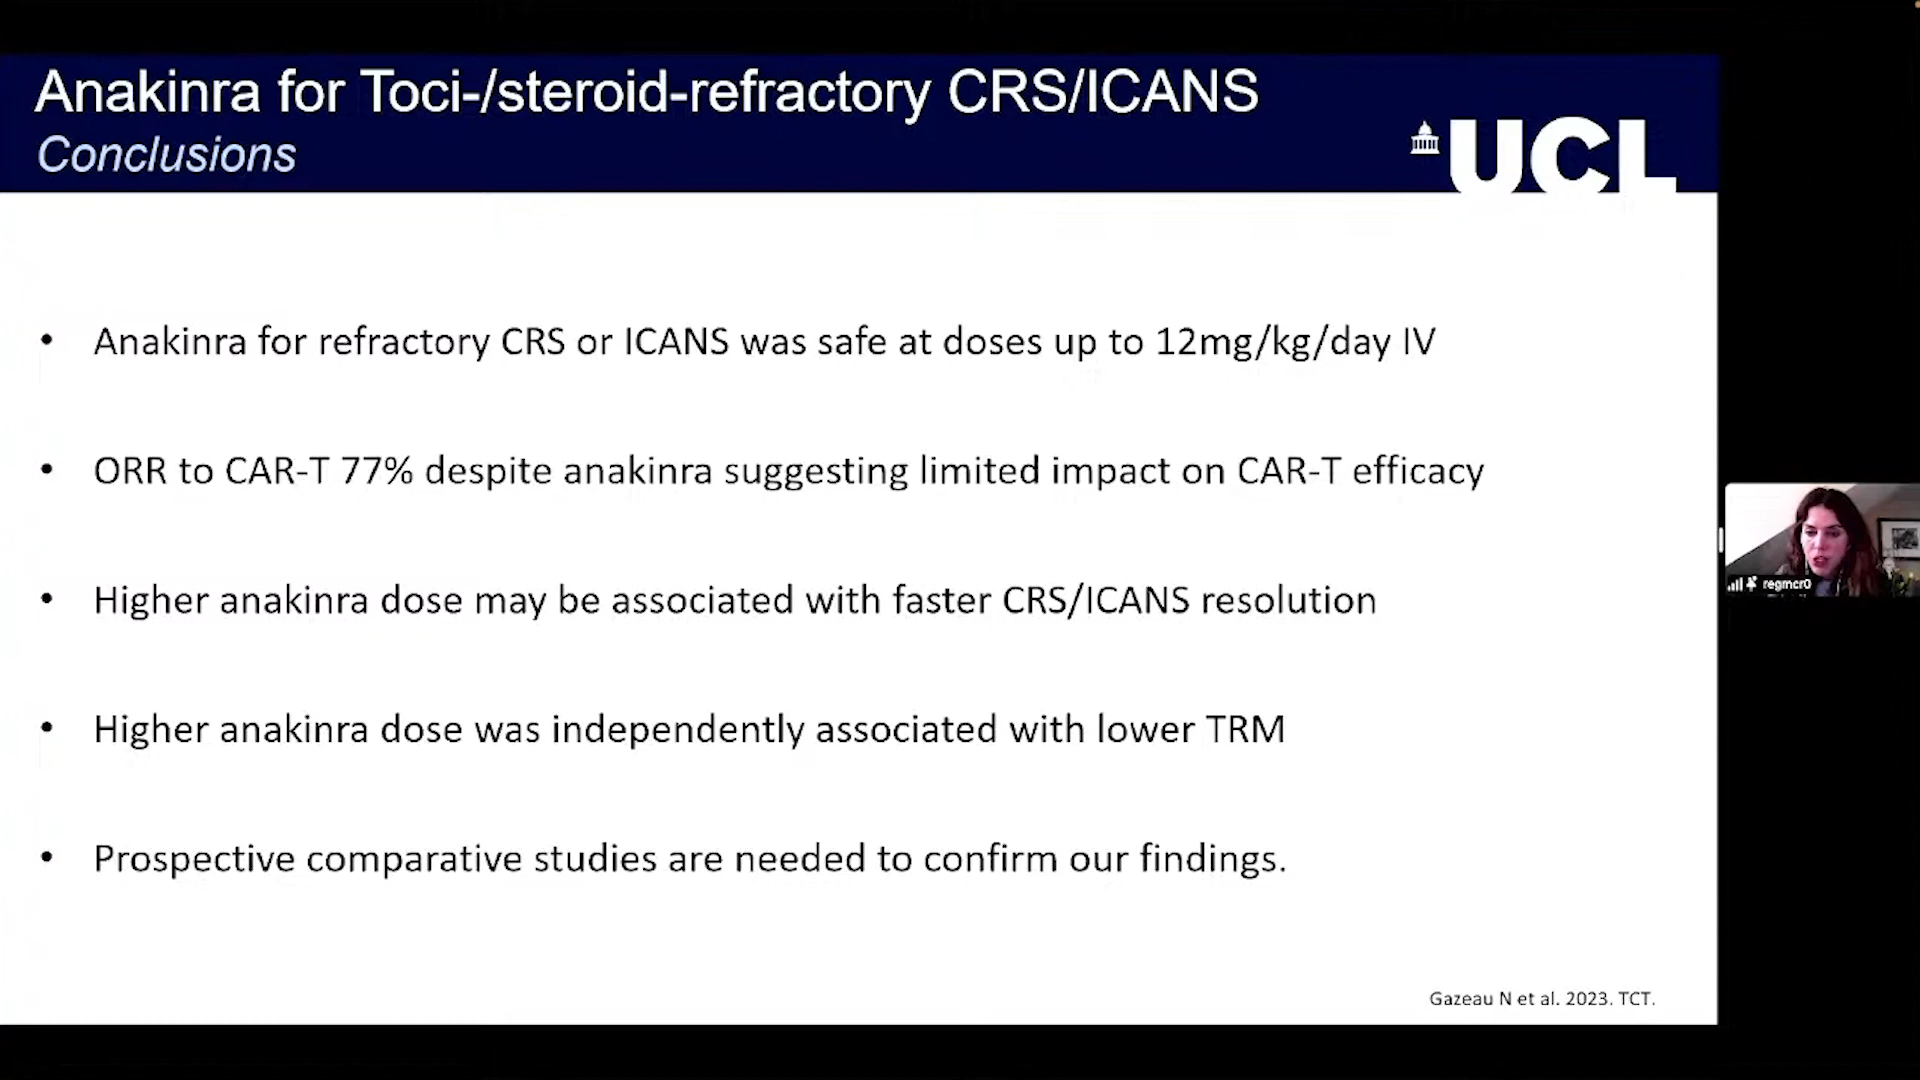 Anakinra for Toci-/steroid-refractory CRS/ICANS
Conclusions
UCL
• Anakinra for refractory CRS or ICANS was safe at doses up to 12mg/kg/day IV
• ORR to CAR-T 77% despite anakinra suggesting limited impact on CAR-T efficacy
• Higher anakinra dose may be associated with faster CRS/ICANS resolution
• Higher anakinra dose was independently associated with lower TRM
• Prospective comparative studies are needed to confirm our findings.
regmcr0
Gazeau N et al. 2023. TCT.